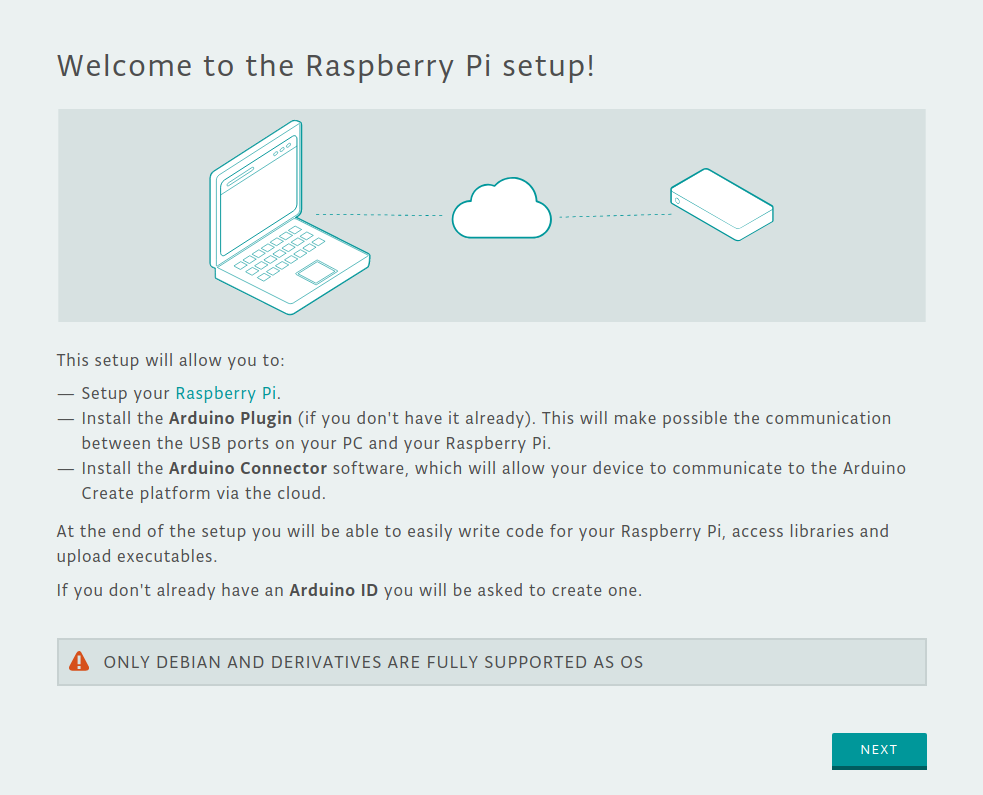 Welcome to the Raspberry Pi setup!
This setup will allow you to:
— Setup your Raspberry Pi.
— Install the Arduino Plugin (if you don't have it already). This will make possible the communication
between the USB ports on your PC and your Raspberry Pi.
— Install the Arduino Connector software, which will allow your device to communicate to the Arduino
Create platform via the cloud.
At the end of the setup you will be able to easily write code for your Raspberry Pi, access libraries and
upload executables.
If you don't already have an Arduino ID you will be asked to create one.
ONLY DEBIAN AND DERIVATIVES ARE FULLY SUPPORTED AS OS
NEXT